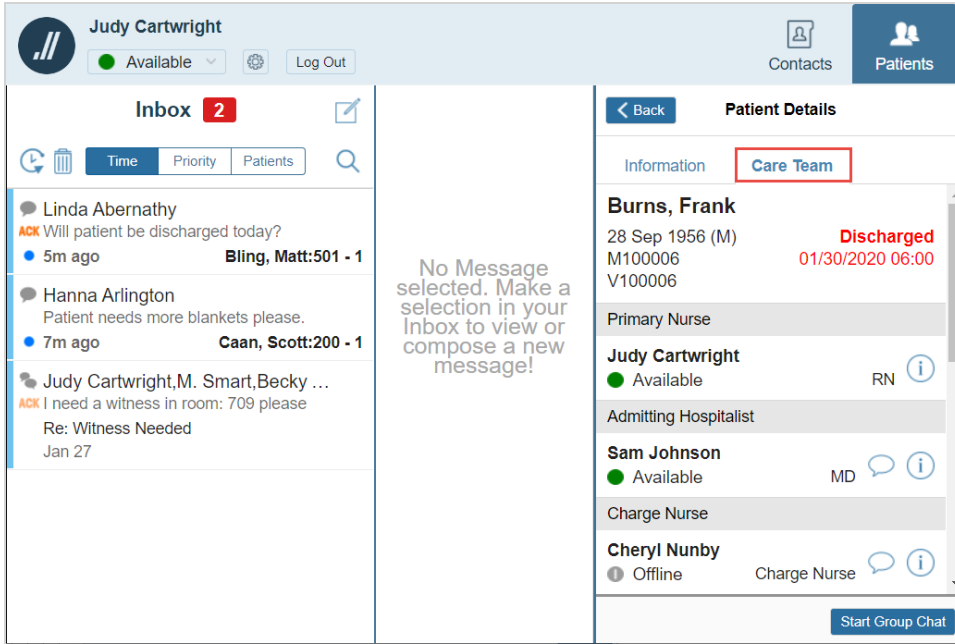 Judy Cartwright
Available
Log Out
Contacts
Patients
Inbox 2
Time Priority Patients
Linda Abernathy
ACK Will patient be discharged today?
5m ago Bling, Matt:501 - 1
Hanna Arlington
Patient needs more blankets please.
7m ago Caan, Scott:200 - 1
Judy Cartwright,M. Smart,Becky ...
ACK I need a witness in room: 709 please
Re: Witness Needed
Jan 27
No Message
selected. Make a
selection in your
Inbox to view or
compose a new
message!
Back Patient Details
Information Care Team
Burns, Frank
28 Sep 1956 (M) Discharged
M100006 01/30/2020 06:00
V100006
Primary Nurse
Judy Cartwright
Available RN
Admitting Hospitalist
Sam Johnson
Available MD
Charge Nurse
Cheryl Nunby
Offline Charge Nurse
Start Group Chat